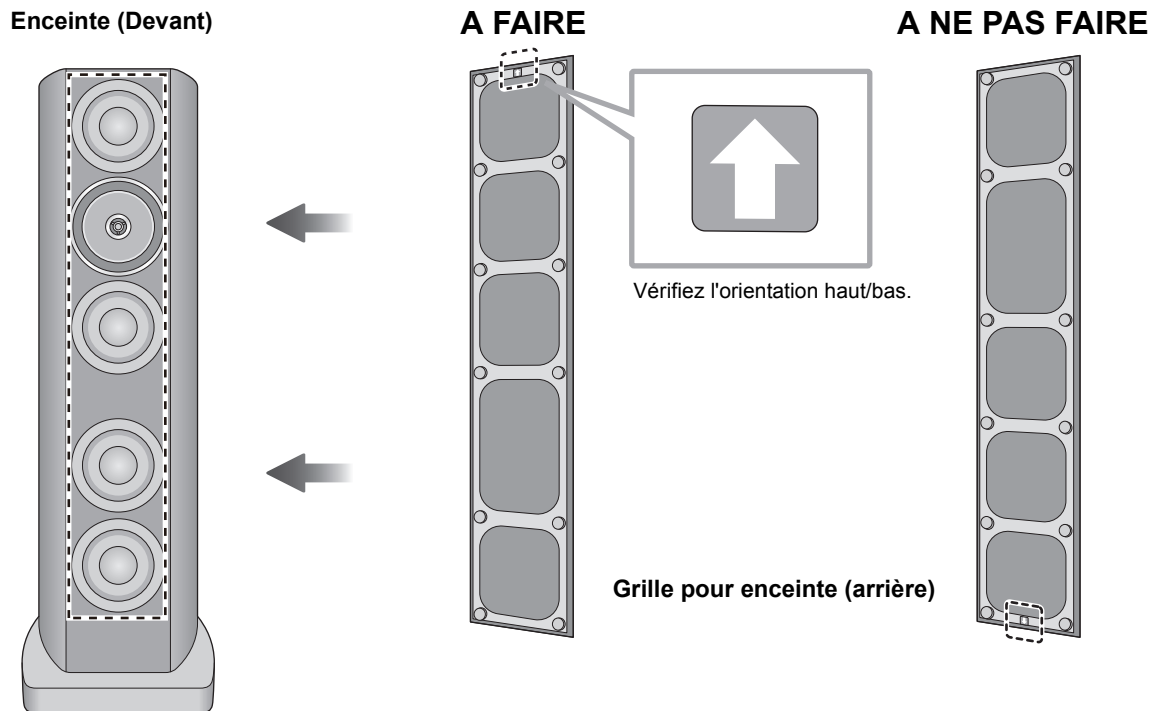 Enceinte (Devant)
A FAIRE
A NE PAS FAIRE
Vérifiez l'orientation haut/bas.
Grille pour enceinte (arrière)